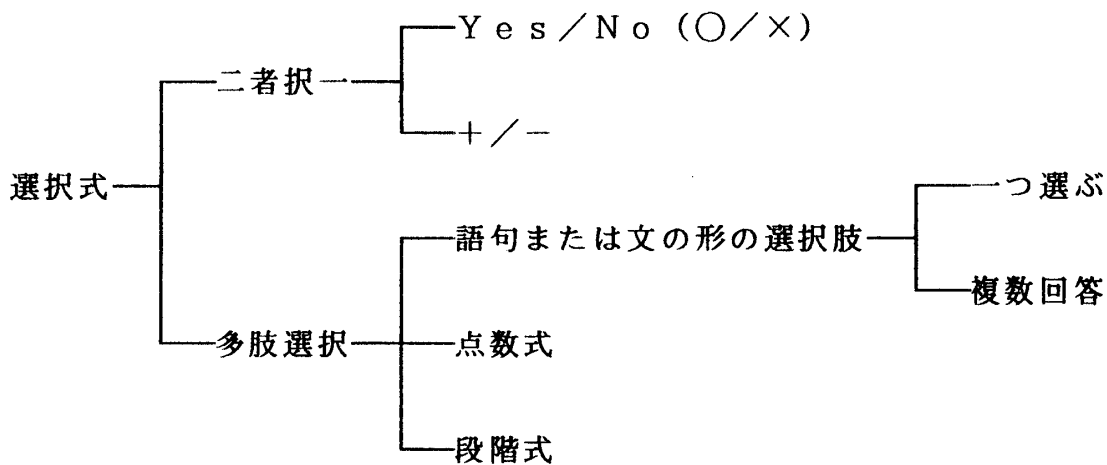 Ｙｅｓ／Ｎｏ（○／×）
二者択一
＋／－
選択式
一つ選ぶ
語句または文の形の選択肢
複数回答
多肢選択
点数式
段階式